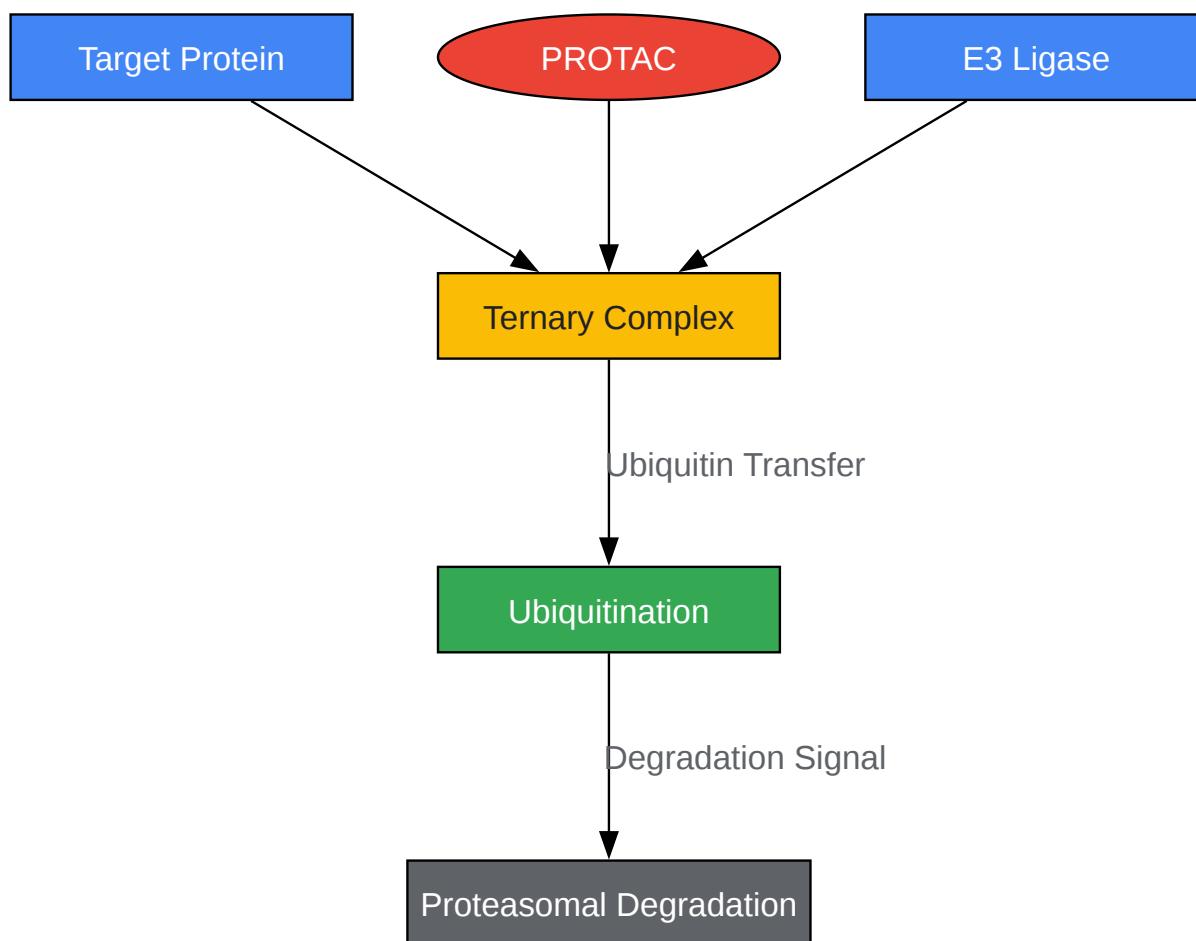 Target Protein
PROTAC
E3 Ligase
Ternary Complex
Ubiquitin Transfer
Ubiquitination
Degradation Signal
Proteasomal Degradation